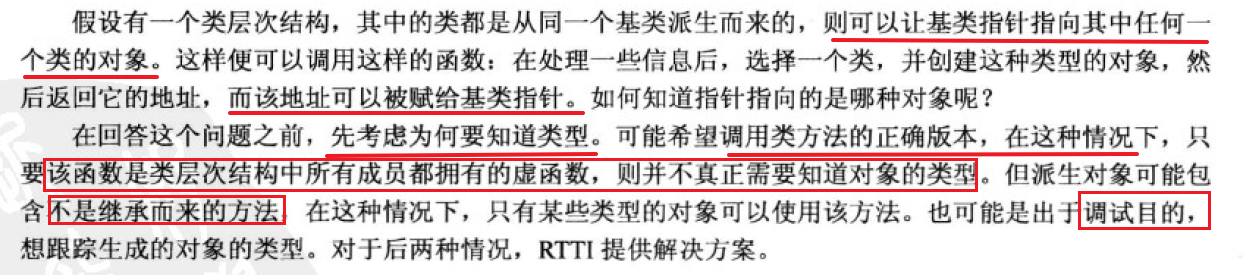 假设有一个类层次结构，其中的类都是从同一个基类派生而来的，则可以让基类指针指向其中任何一
个类的对象。这样便可以调用这样的函数：在处理一些信息后，选择一个类，并创建这种类型的对象，然
后返回它的地址，而该地址可以被赋给基类指针。如何知道指针指向的是哪种对象呢？
在回答这个问题之前，先考虑为何要知道类型。可能希望调用类方法的正确版本，在这种情况下，只
要该函数是类层次结构中所有成员都拥有的虚函数，则并不真正需要知道对象的类型。但派生对象可能包
含不是继承而来的方法，在这种情况下，只有某些类型的对象可以使用该方法。也可能是出于调试目的，
想跟踪生成的对象的类型。对于后两种情况，RTTI 提供解决方案。